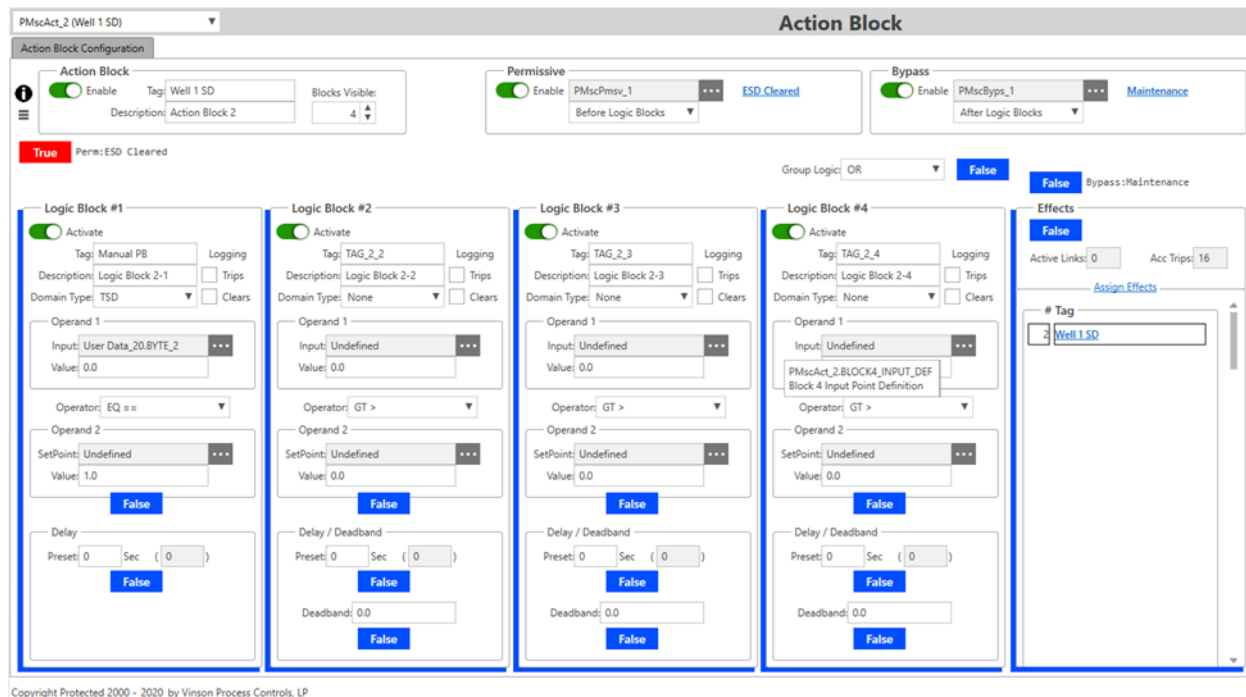 PMscAct_2 (Well 1 SD)
Action Block
Action Block Configuration
Action Block
Enable
Tag: Well 1 SD
Blocks Visible:
Description: Action Block 2
4
Permissive
Enable
PMscPmsv_1
ESD Cleared
Before Logic Blocks
Bypass
Enable
PMscByps_1
Maintenance
After Logic Blocks
True
Perm:ESD Cleared
Group Logic: OR
False
False
Bypass:Maintenance
Logic Block #1
Activate
Tag: Manual PB
Logging
Description: Logic Block 2-1
Trips
Domain Type: TSD
Clears
Operand 1
Input: User Data_20.BYTE_2
Value: 0.0
Operator: EQ ==
Operand 2
SetPoint: Undefined
Value: 1.0
False
Delay
Preset: 0 Sec ( 0 )
False
Logic Block #2
Activate
Tag: TAG_2_2
Logging
Description: Logic Block 2-2
Trips
Domain Type: None
Clears
Operand 1
Input: Undefined
Value: 0.0
Operator: GT >
Operand 2
SetPoint: Undefined
Value: 0.0
False
Delay / Deadband
Preset: 0 Sec ( 0 )
False
Deadband: 0.0
False
Logic Block #3
Activate
Tag: TAG_2_3
Logging
Description: Logic Block 2-3
Trips
Domain Type: None
Clears
Operand 1
Input: Undefined
Value: 0.0
Operator: GT >
Operand 2
SetPoint: Undefined
Value: 0.0
False
Delay / Deadband
Preset: 0 Sec ( 0 )
False
Deadband: 0.0
False
Logic Block #4
Activate
Tag: TAG_2_4
Logging
Description: Logic Block 2-4
Trips
Domain Type: None
Clears
Operand 1
Input: Undefined
PMscAct_2.BLOCK4_INPUT_DEF
Block 4 Input Point Definition
Operator: GT >
Operand 2
SetPoint: Undefined
Value: 0.0
False
Delay / Deadband
Preset: 0 Sec ( 0 )
False
Deadband: 0.0
False
Effects
False
Active Links: 0
Acc Trips: 16
Assign Effects
# Tag
2 Well 1 SD
Copyright Protected 2000 - 2020 by Vinson Process Controls, LP